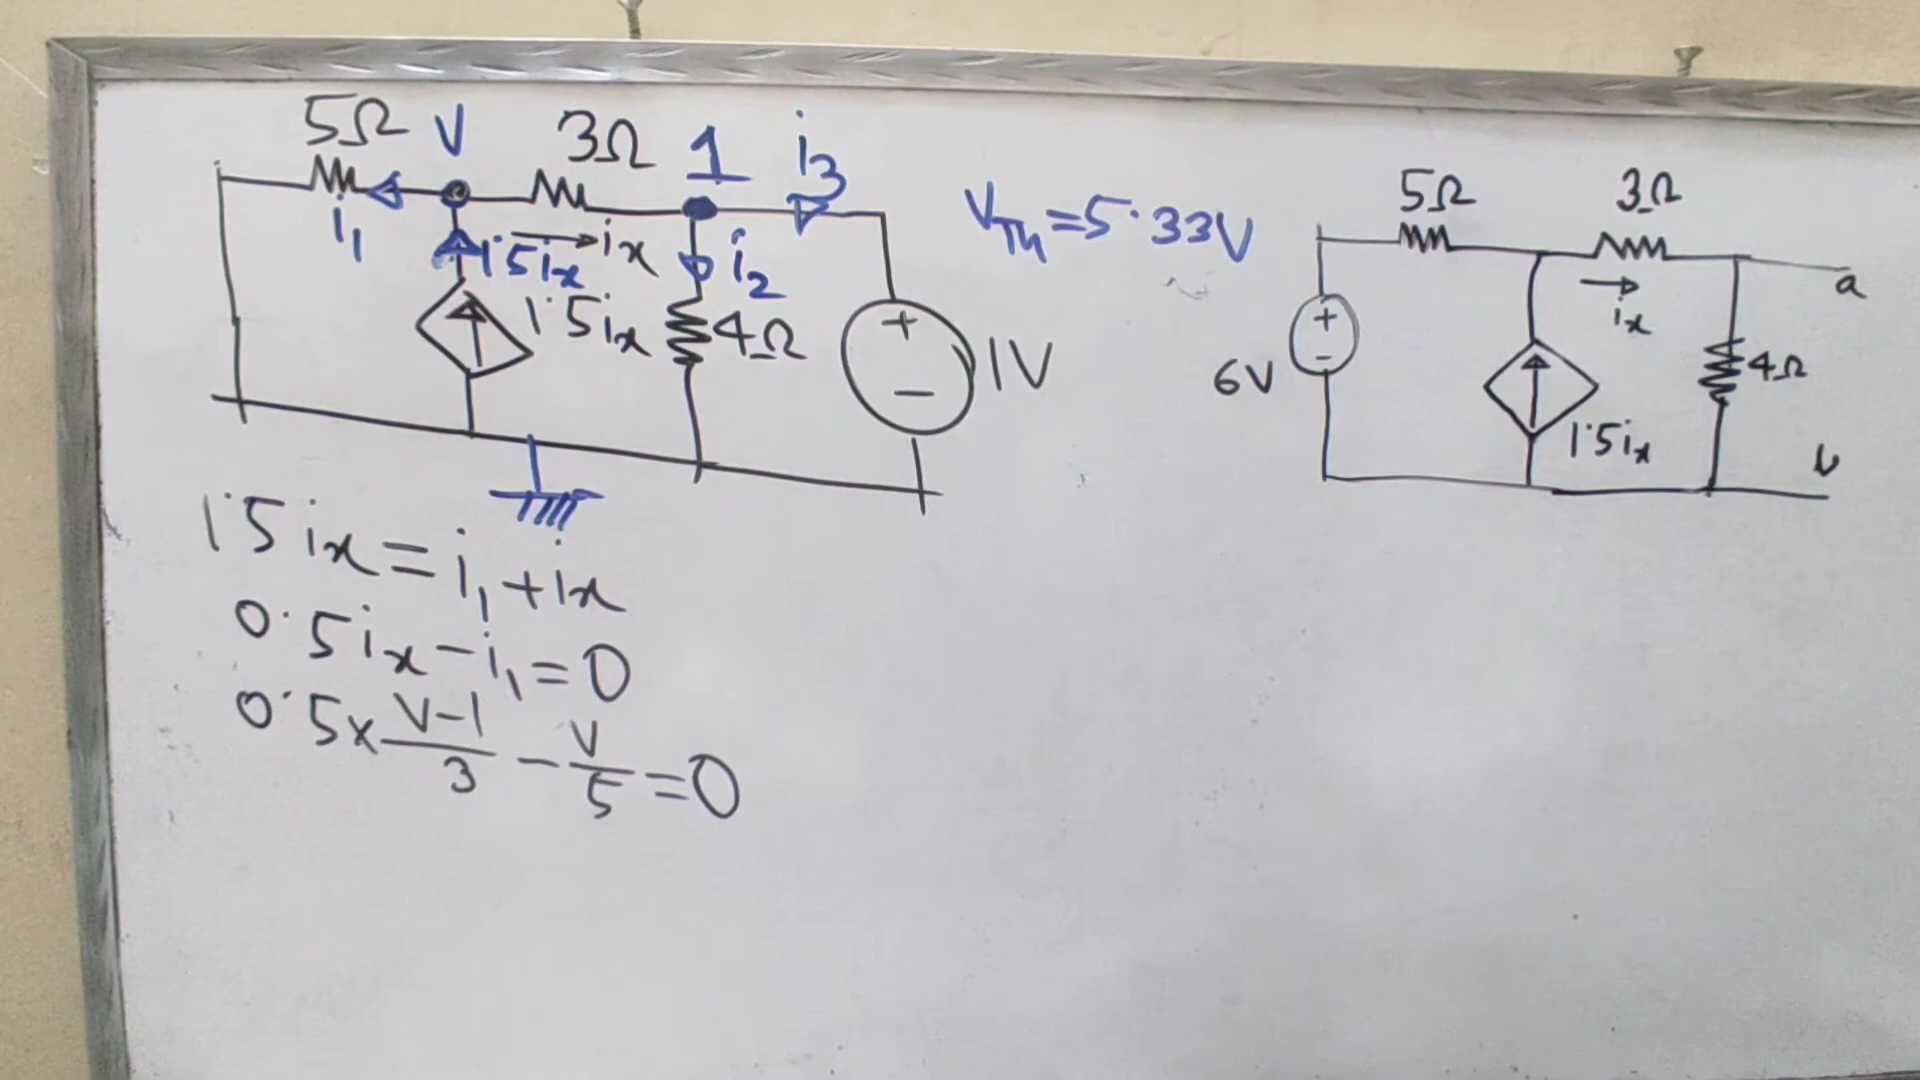 5Ω V 3Ω 1 i3
i1 1.5ix ix i2
1.5ix 4Ω + − 1V
VTh=5.33V
5Ω 3Ω
a
ix
+ - 6V
4Ω
1.5ix
b
1.5ix=i1+ix
0.5ix-i1=0
0.5x V-1/3 - V/5 =0